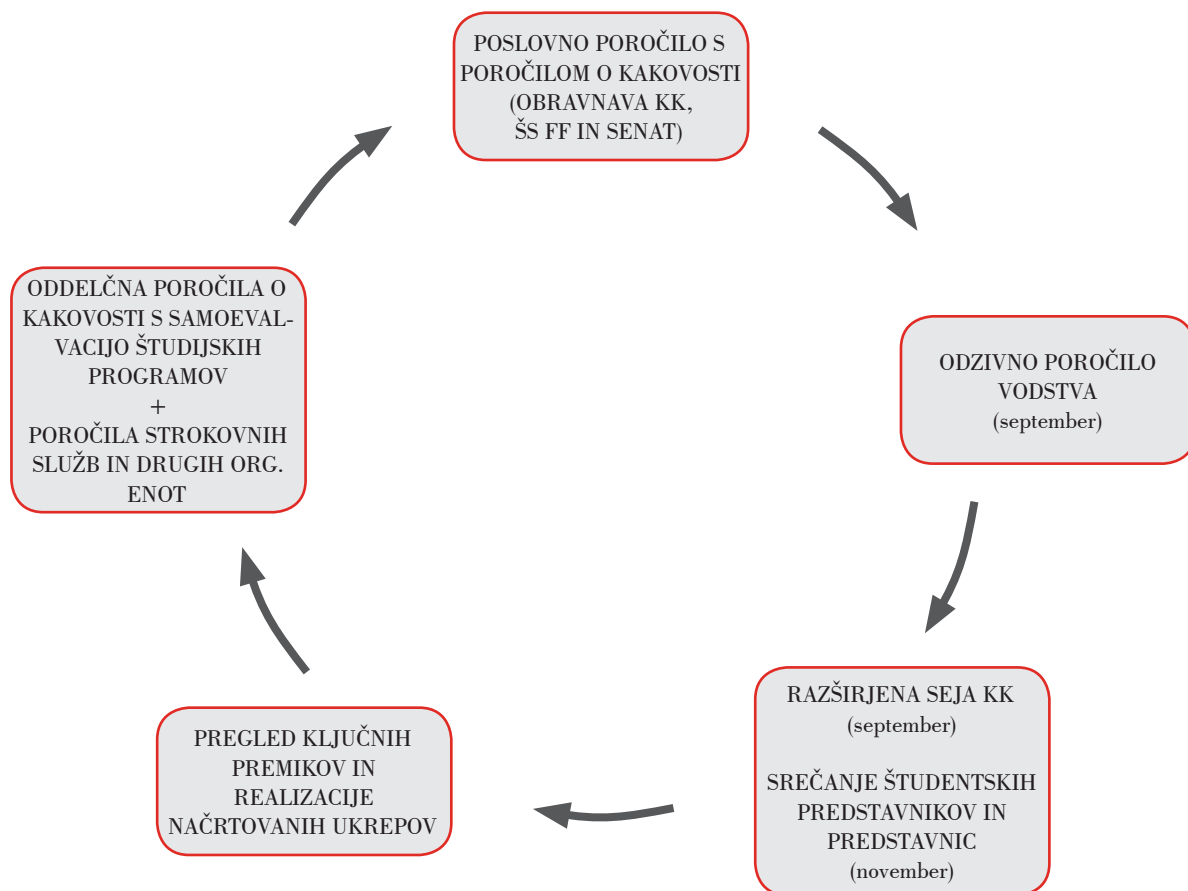 POSLOVNO POROČILO S
POROČILOM O KAKOVOSTI
(OBRAVNAVA KK,
ŠS FF IN SENAT)
ODZIVNO POROČILO
VODSTVA
(september)
RAZŠIRJENA SEJA KK
(september)
SREČANJE ŠTUDENTSKIH
PREDSTAVNIKOV IN
PREDSTAVNIC
(november)
PREGLED KLJUČNIH
PREMIKOV IN
REALIZACIJE
NAČRTOVANIH UKREPOV
ODDELČNA POROČILA O
KAKOVOSTI S SAMOEVAL-
VACIJO ŠTUDIJSKIH
PROGRAMOV
+
POROČILA STROKOVNIH
SLUŽB IN DRUGIH ORG.
ENOT